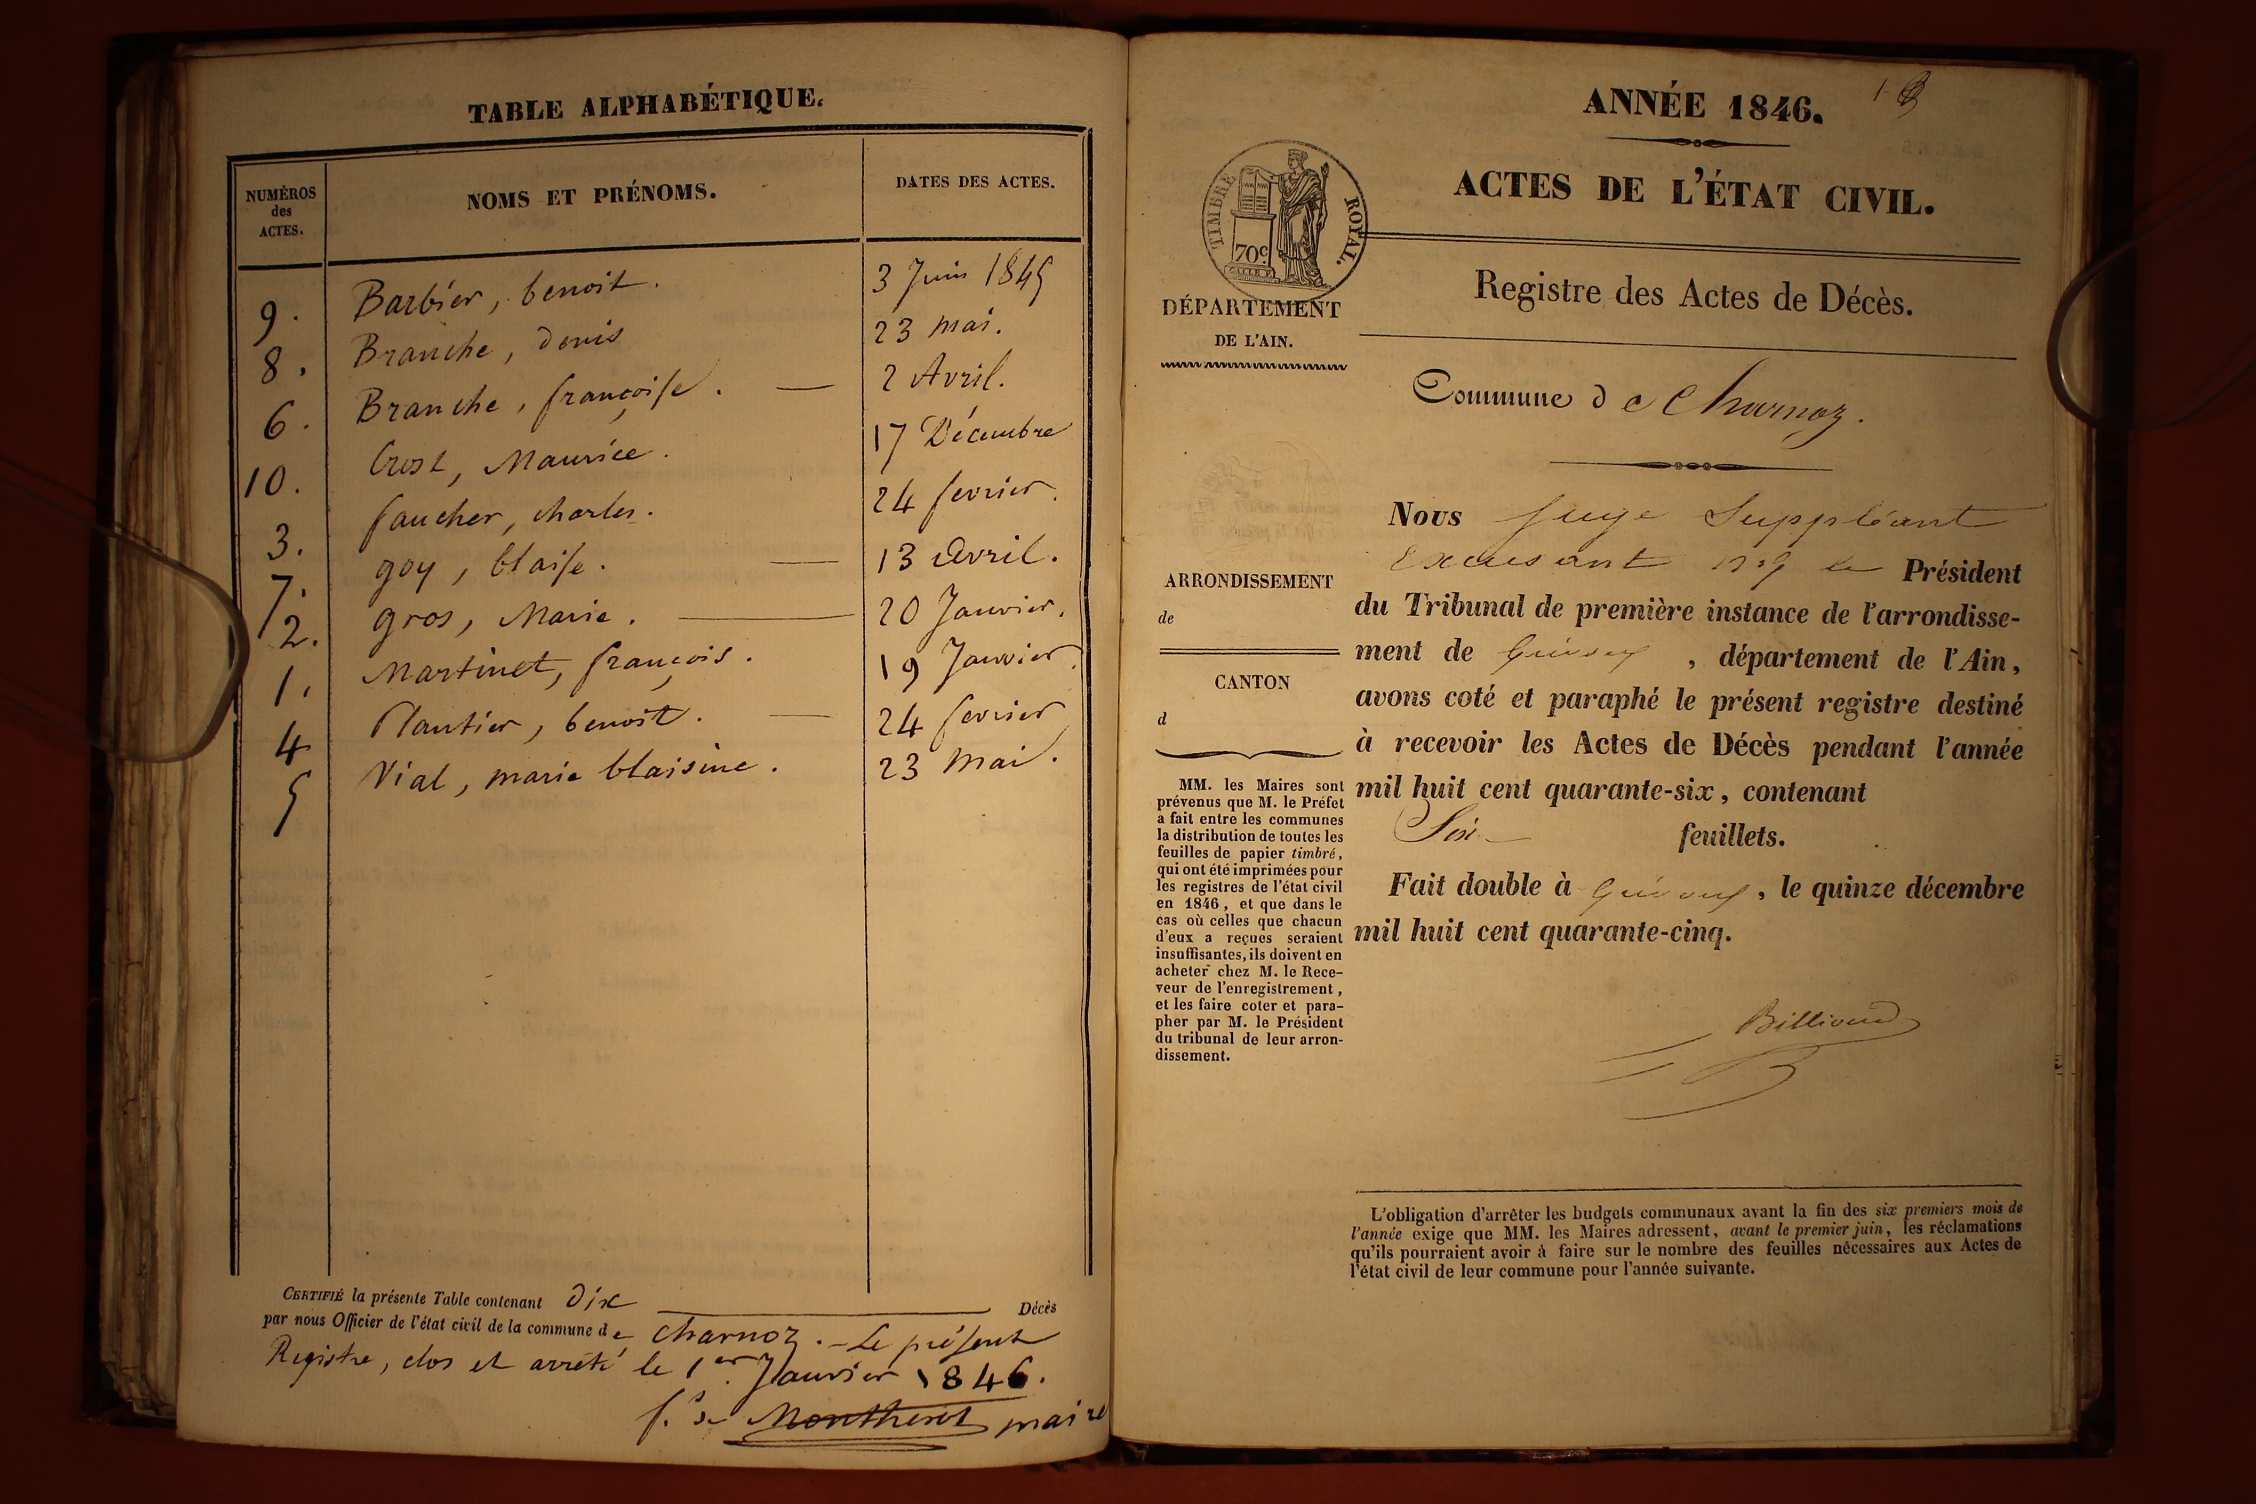 TABLE ALPHABÉTIQUE.
NUMÉROS
des
ACTES.
NOMS ET PRÉNOMS.
DATES DES ACTES.
9. Barbier, benoit. 3 Juin 1845
8. Branche, denis 23 mai.
6. Branche, françoise. — 2 Avril.
10. Crost, Maurice. 17 Décembre
3. faucher, charles. 24 fevrier.
7. goy, blaise. — 13 Avril.
2. gros, Marie. — 20 Janvier.
1. Martinet, françois. 19 Janvier.
4 Plantier, benoit. — 24 fevrier
5 Vial, marie blaisine. 23 mai.
CERTIFIÉ la présente Table contenant dix Décès
par nous Officier de l'état civil de la commune de charnoz. - Le présent
Registre, clos et arrêté le 1er Janvier 1846.
maire
ANNÉE 1846.
ACTES DE L'ÉTAT CIVIL.
TIMBRE ROYAL.
70c
DÉPARTEMENT
DE L'AIN.
Registre des Actes de Décès.
Commune de Charnoz.
ARRONDISSEMENT
de
CANTON
d
MM. les Maires sont
prévenus que M. le Préfet
a fait entre les communes
la distribution de toutes les
feuilles de papier timbré,
qui ont été imprimées pour
les registres de l'état civil
en 1846, et que dans le
cas où celles que chacun
d'eux a reçues seraient
insuffisantes, ils doivent en
acheter chez M. le Rece-
veur de l'enregistrement,
et les faire coter et para-
pher par M. le Président
du tribunal de leur arron-
dissement.
Nous Juge Suppléant
Excusant le Président
du Tribunal de première instance de l'arrondisse-
ment de , département de l'Ain,
avons coté et paraphé le présent registre destiné
à recevoir les Actes de Décès pendant l'année
mil huit cent quarante-six, contenant
Six feuillets.
Fait double à , le quinze décembre
mil huit cent quarante-cinq.
L'obligation d'arrêter les budgets communaux avant la fin des six premiers mois de
l'année exige que MM. les Maires adressent, avant le premier juin, les réclamations
qu'ils pourraient avoir à faire sur le nombre des feuilles nécessaires aux Actes de
l'état civil de leur commune pour l'année suivante.